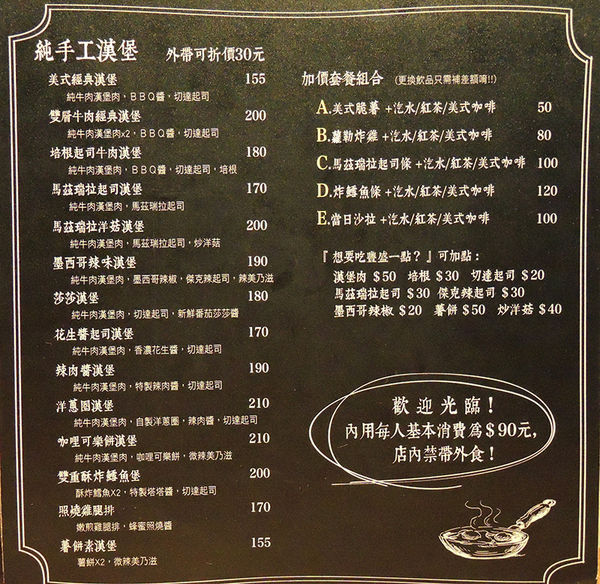 純手工漢堡 外帶可折價30元
美式經典漢堡 155
純牛肉漢堡肉，ＢＢＱ醬，切達起司
雙層牛肉經典漢堡 200
純牛肉漢堡肉x2，ＢＢＱ醬，切達起司
培根起司牛肉漢堡 180
純牛肉漢堡肉，ＢＢＱ醬，切達起司，培根
馬茲瑞拉起司漢堡 170
純牛肉漢堡肉，馬茲瑞拉起司
馬茲瑞拉洋菇漢堡 200
純牛肉漢堡肉，馬茲瑞拉起司，炒洋菇
墨西哥辣味漢堡 190
純牛肉漢堡肉，墨西哥辣椒，傑克辣起司，辣美乃滋
莎莎漢堡 180
純牛肉漢堡肉，切達起司，新鮮番茄莎莎醬
花生醬起司漢堡 170
純牛肉漢堡肉，香濃花生醬，切達起司
辣肉醬漢堡 190
純牛肉漢堡肉，特製辣肉醬，切達起司
洋蔥圈漢堡 210
純牛肉漢堡肉，自製洋蔥圈，辣肉醬，切達起司
咖哩可樂餅漢堡 210
純牛肉漢堡肉，咖哩可樂餅，微辣美乃滋
雙重酥炸鱈魚堡 200
酥炸鱈魚X2，特製塔塔醬，切達起司
照燒雞腿排 170
嫩煎雞腿排，蜂蜜照燒醬
薯餅素漢堡 155
薯餅X2，微辣美乃滋
加價套餐組合 (更換飲品只需補差額唷!!)
A.美式脆薯+汽水/紅茶/美式咖啡 50
B.蘿勒炸雞+汽水/紅茶/美式咖啡 80
C.馬茲瑞拉起司條+汽水/紅茶/美式咖啡 100
D.炸鱈魚條+汽水/紅茶/美式咖啡 120
E.當日沙拉+汽水/紅茶/美式咖啡 100
『想要吃豐盛一點？』可加點：
漢堡肉＄50 培根＄30 切達起司＄20
馬茲瑞拉起司＄30 傑克辣起司＄30
墨西哥辣椒＄20 薯餅＄50 炒洋菇＄40
歡迎光臨！
內用每人基本消費為＄90元，
店內禁帶外食！